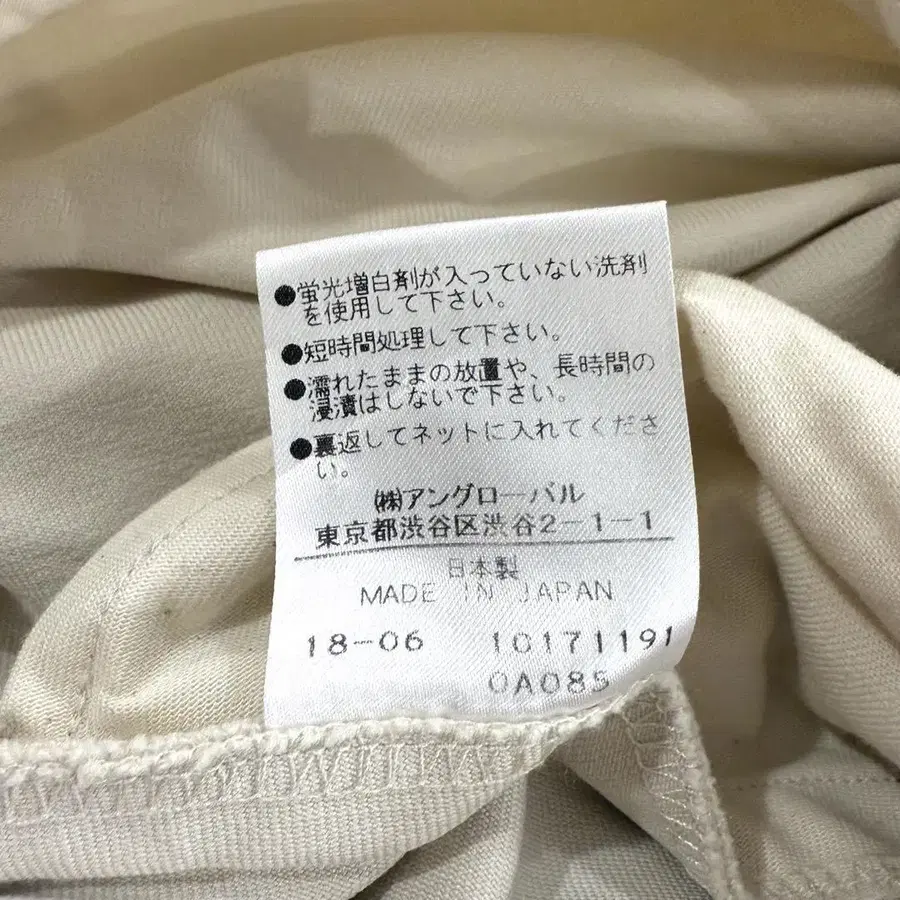 ●蛍光増白剤が入っていない洗剤
を使用して下さい。
●短時間処理して下さい。
●濡れたままの放置や、長時間の
浸漬はしないで下さい。
●裏返してネットに入れてくださ
い。
㈱アングローバル
東京都渋谷区渋谷2-1-1
日本製
MADE IN JAPAN
18-06 10171191
0A085